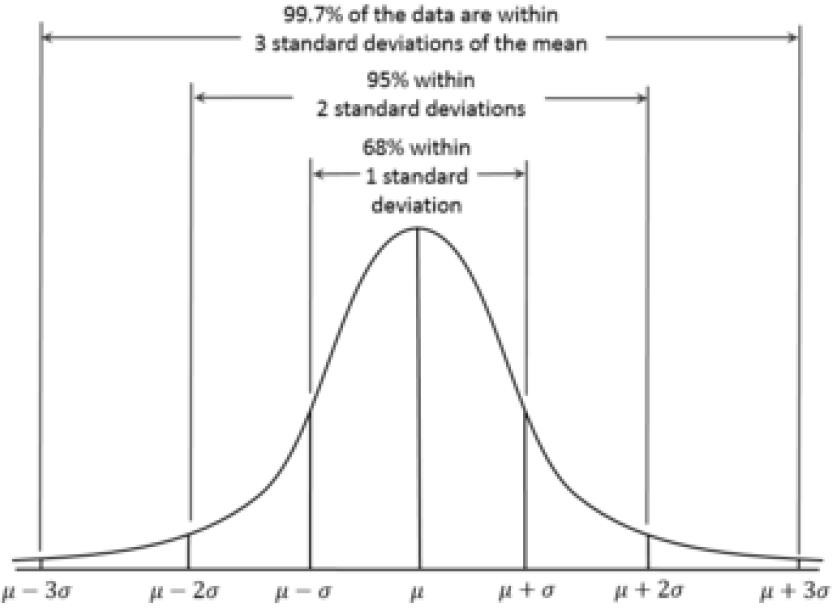 99.7% of the data are within
3 standard deviations of the mean
95% within
2 standard deviations
68% within
1 standard
deviation
μ − 3σ μ − 2σ μ − σ μ μ + σ μ + 2σ μ + 3σ